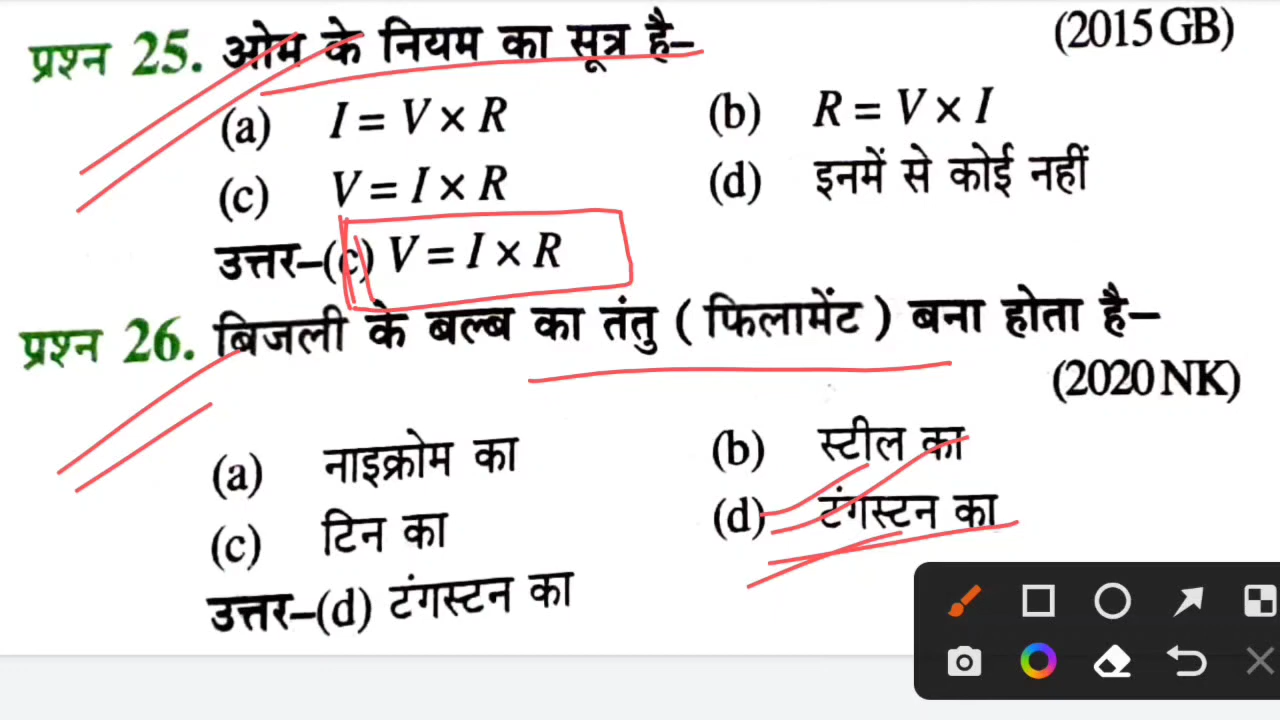 प्रश्न 25. ओम के नियम का सूत्र है– (2015 GB)
(a) I = V × R (b) R = V × I
(c) V = I × R (d) इनमें से कोई नहीं
उत्तर–(c) V = I × R
प्रश्न 26. बिजली के बल्ब का तंतु ( फिलामेंट ) बना होता है–
(2020 NK)
(a) नाइक्रोम का (b) स्टील का
(c) टिन का (d) टंगस्टन का
उत्तर–(d) टंगस्टन का